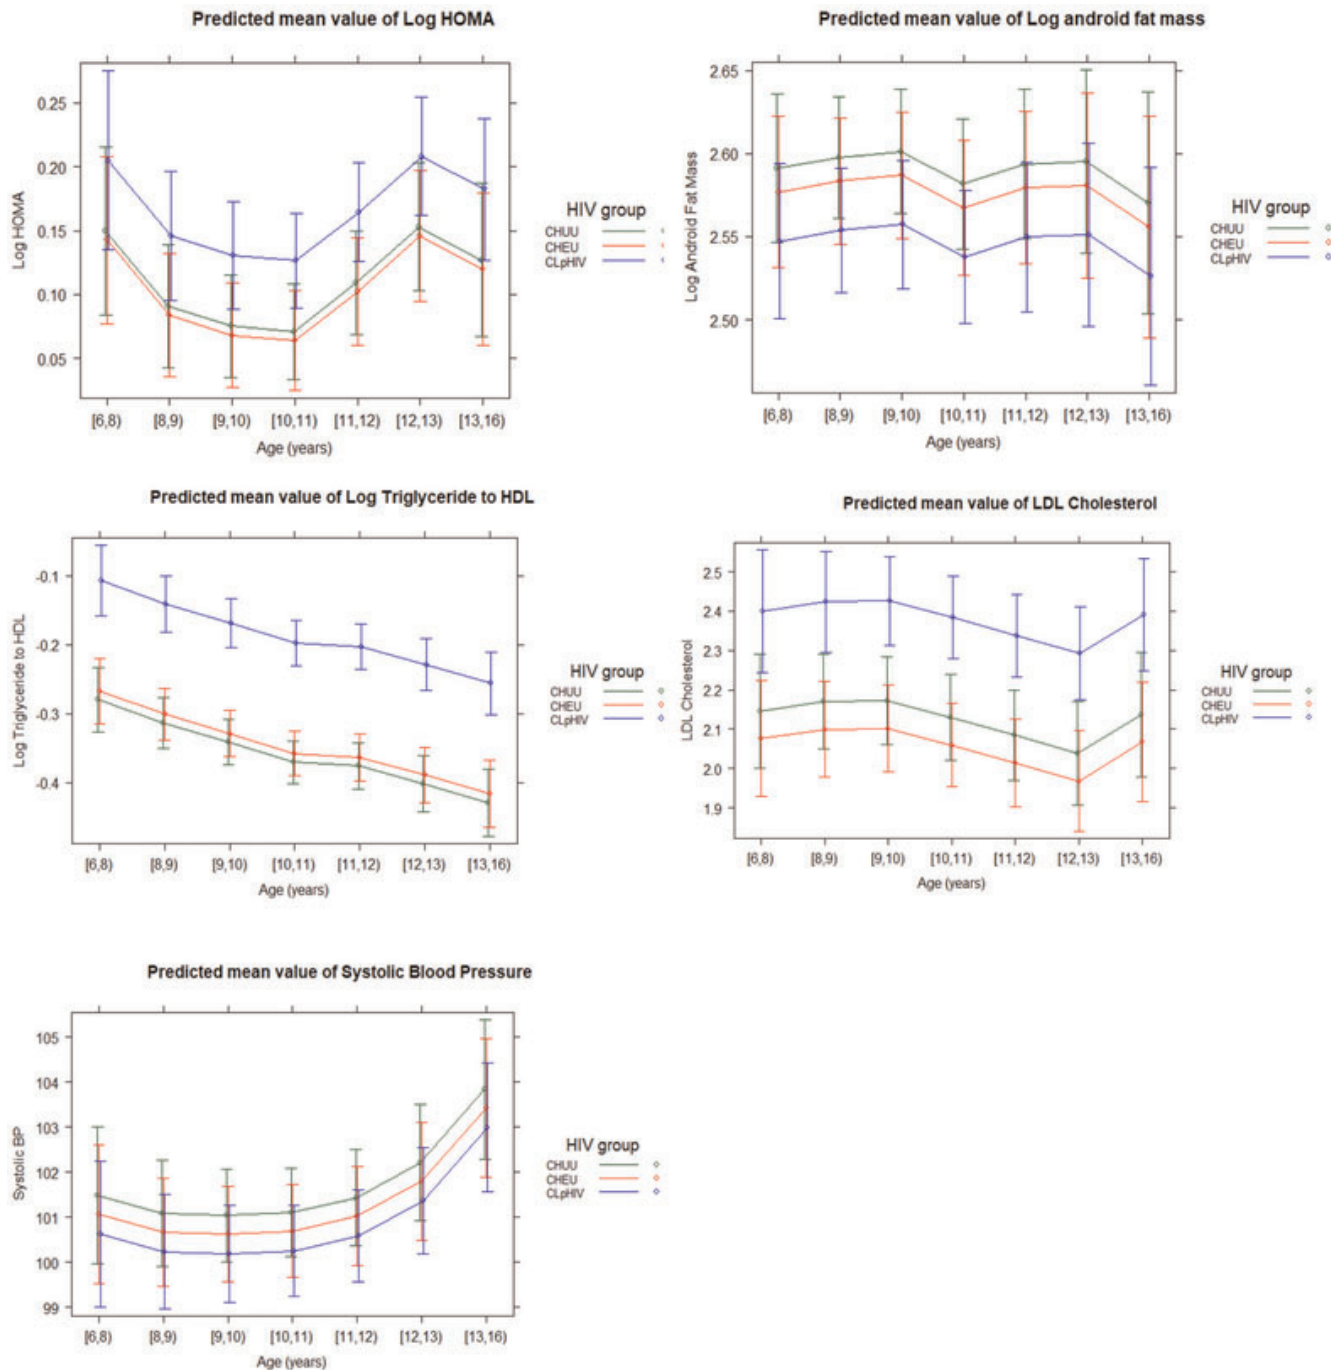 Predicted mean value of Log HOMA
Log HOMA
0.25
0.20
0.15
0.10
0.05
[6,8) [8,9) [9,10) [10,11) [11,12) [12,13) [13,16)
Age (years)
HIV group
CHUU
CHEU
CLpHIV
Predicted mean value of Log android fat mass
Log Android Fat Mass
2.65
2.60
2.55
2.50
[6,8) [8,9) [9,10) [10,11) [11,12) [12,13) [13,16)
Age (years)
HIV group
CHUU
CHEU
CLpHIV
Predicted mean value of Log Triglyceride to HDL
Log Triglyceride to HDL
-0.1
-0.2
-0.3
-0.4
[6,8) [8,9) [9,10) [10,11) [11,12) [12,13) [13,16)
Age (years)
HIV group
CHUU
CHEU
CLpHIV
Predicted mean value of LDL Cholesterol
LDL Cholesterol
2.5
2.4
2.3
2.2
2.1
2.0
1.9
[6,8) [8,9) [9,10) [10,11) [11,12) [12,13) [13,16)
Age (years)
HIV group
CHUU
CHEU
CLpHIV
Predicted mean value of Systolic Blood Pressure
Systolic BP
105
104
103
102
101
100
99
[6,8) [8,9) [9,10) [10,11) [11,12) [12,13) [13,16)
Age (years)
HIV group
CHUU
CHEU
CLpHIV